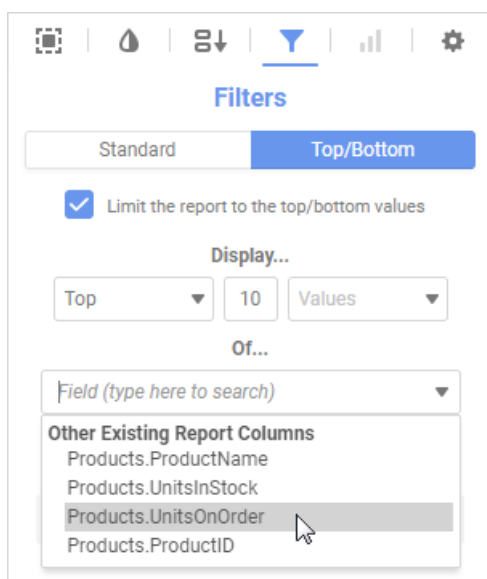 Filters
Standard Top/Bottom
Limit the report to the top/bottom values
Display...
Top 10 Values
Of...
Field (type here to search)
Other Existing Report Columns
Products.ProductName
Products.UnitsInStock
Products.UnitsOnOrder
Products.ProductID